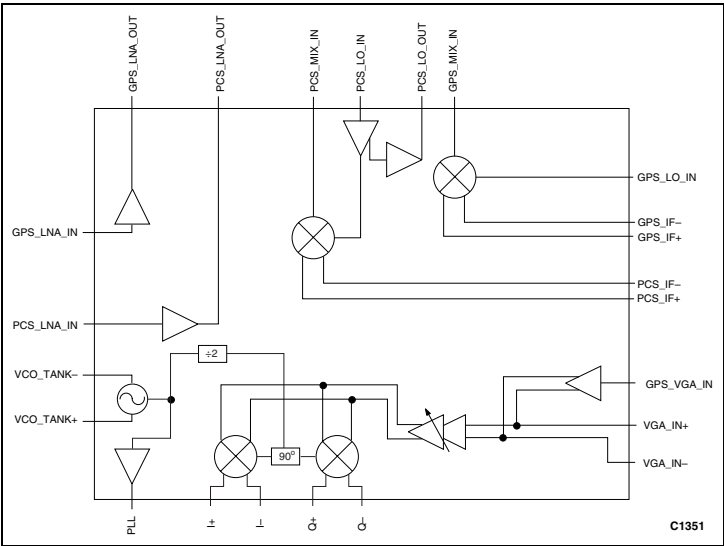 GPS_LNA_OUT
PCS_LNA_OUT
PCS_MIX_IN
PCS_LO_IN
PCS_LO_OUT
GPS_MIX_IN
GPS_LO_IN
GPS_LNA_IN
GPS_IF–
GPS_IF+
PCS_IF–
PCS_IF+
PCS_LNA_IN
÷2
VCO_TANK–
GPS_VGA_IN
VCO_TANK+
VGA_IN+
90°
VGA_IN–
PLL
I+
I–
Q+
Q–
C1351